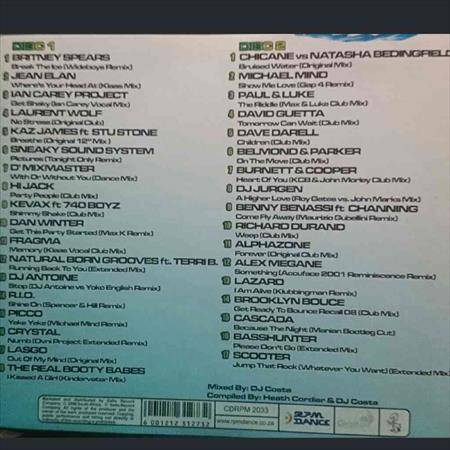 DISC 1
1 BRITNEY SPEARS
Break The Ice (Wideboys Remix)
2 JEAN ELAN
Where's Your Head At (Klaas Mix)
3 IAN CAREY PROJECT
Get Shaky (Ian Carey Vocal Mix)
4 LAURENT WOLF
No Stress (Original Club)
5 KAZ JAMES ft STU STONE
Breathe (Original 12" Mix)
6 SNEAKY SOUND SYSTEM
Pictures (Tonight Only Remix)
7 D' MIXMASTER
With Or Without You (Dance Mix)
8 HI JACK
Party People (Club Mix)
9 KEVAX ft 740 BOYZ
Shimmy Shake (Club Mix)
10 DAN WINTER
Get This Party Started (Max K Remix)
11 FRAGMA
Memory (Klaas Vocal Club Mix)
12 NATURAL BORN GROOVES ft. TERRI B.
Running Back To You (Extended Mix)
13 DJ ANTOINE
Stop (DJ Antoine vs Yoko English Remix)
14 R.I.O.
Shine On (Spencer & Hill Remix)
15 PICCO
Yeke Yeke (Michael Mind Remix)
16 CRYSTAL
Numb (Ovni Project Extended Remix)
17 LASGO
Out Of My Mind (Original Mix)
18 THE REAL BOOTY BABES
I Kissed A Girl (Kindervater Mix)
DISC 2
1 CHICANE vs NATASHA BEDINGFIELD
Bruised Water (Original Mix)
2 MICHAEL MIND
Show Me Love (Gap 4 Remix)
3 PAUL & LUKE
The Riddle (Max & Luke Club Mix)
4 DAVID GUETTA
Tomorrow Can Wait (Club Mix)
5 DAVE DARELL
Children (Club Mix)
6 BELMOND & PARKER
On The Move (Club Mix)
7 BURNETT & COOPER
Heart Of You (KCB & John Morley Club Mix)
8 DJ JURGEN
A Higher Love (Roy Gates vs. John Marks Mix)
9 BENNY BENASSI ft. CHANNING
Come Fly Away (Maurizio Gubellini Remix)
10 RICHARD DURAND
Weep (Club Mix)
11 ALPHAZONE
Forever (Original Club Mix)
12 ALEX MEGANE
Something (Accuface 2001 Reminiscence Remix)
13 LAZARD
I Am Alive (Klubbingman Remix)
14 BROOKLYN BOUCE
Get Ready To Bounce Recall 08 (Club Mix)
15 CASCADA
Because The Night (Manian Bootleg Cut)
16 BASSHUNTER
Please Don't Go (Extended Mix)
17 SCOOTER
Jump That Rock (Whatever You Want) (Extended Mix)
Mixed By: DJ Costa
Compiled By: Heath Cordier & DJ Costa
6 001212 312732
CDRPM 2033
www.rpmdance.co.za
RPM DANCE